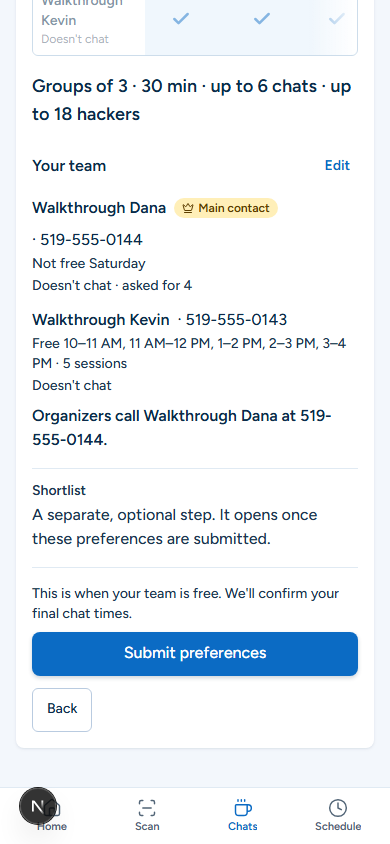 Walkthrough
Kevin
Doesn't chat
Groups of 3 · 30 min · up to 6 chats · up
to 18 hackers
Your team
Edit
Walkthrough Dana
Main contact
· 519-555-0144
Not free Saturday
Doesn't chat · asked for 4
Walkthrough Kevin · 519-555-0143
Free 10–11 AM, 11 AM–12 PM, 1–2 PM, 2–3 PM, 3–4
PM · 5 sessions
Doesn't chat
Organizers call Walkthrough Dana at 519-
555-0144.
Shortlist
A separate, optional step. It opens once
these preferences are submitted.
This is when your team is free. We'll confirm your
final chat times.
Submit preferences
Back
N
Home
Scan
Chats
Schedule